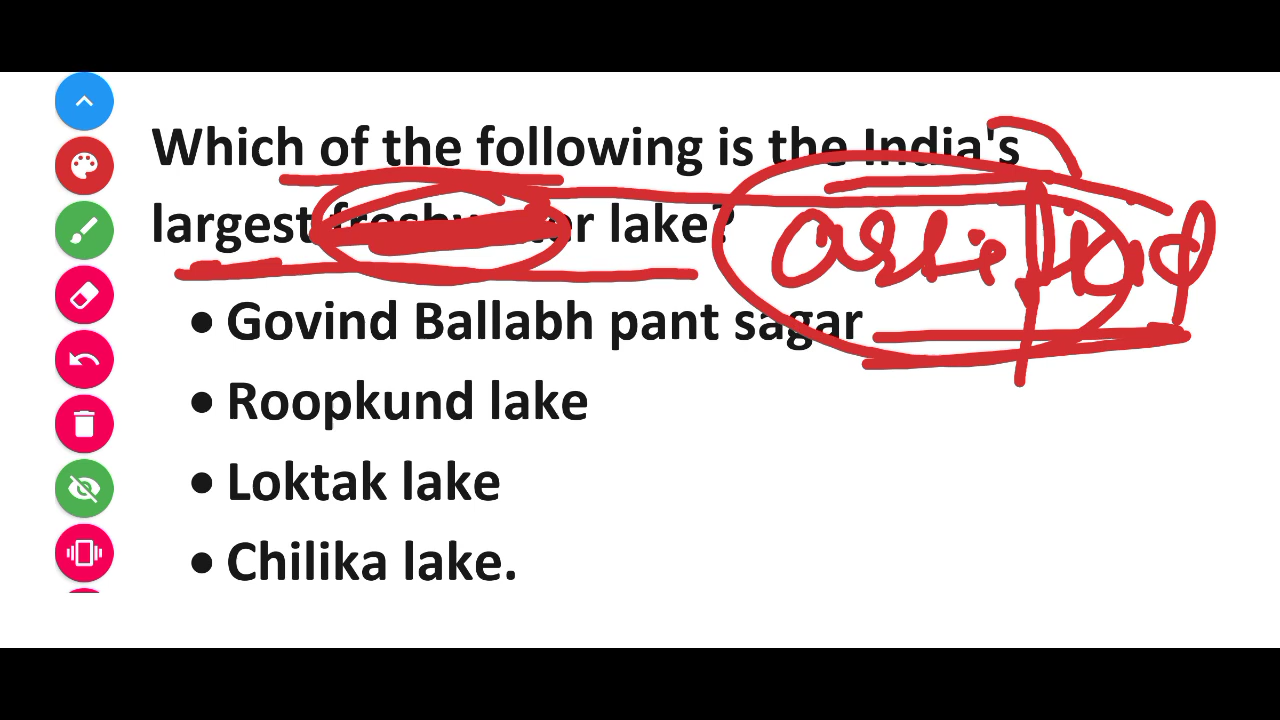 Which of the following is the India's
largest freshwater lake?
• Govind Ballabh pant sagar
• Roopkund lake
• Loktak lake
• Chilika lake.